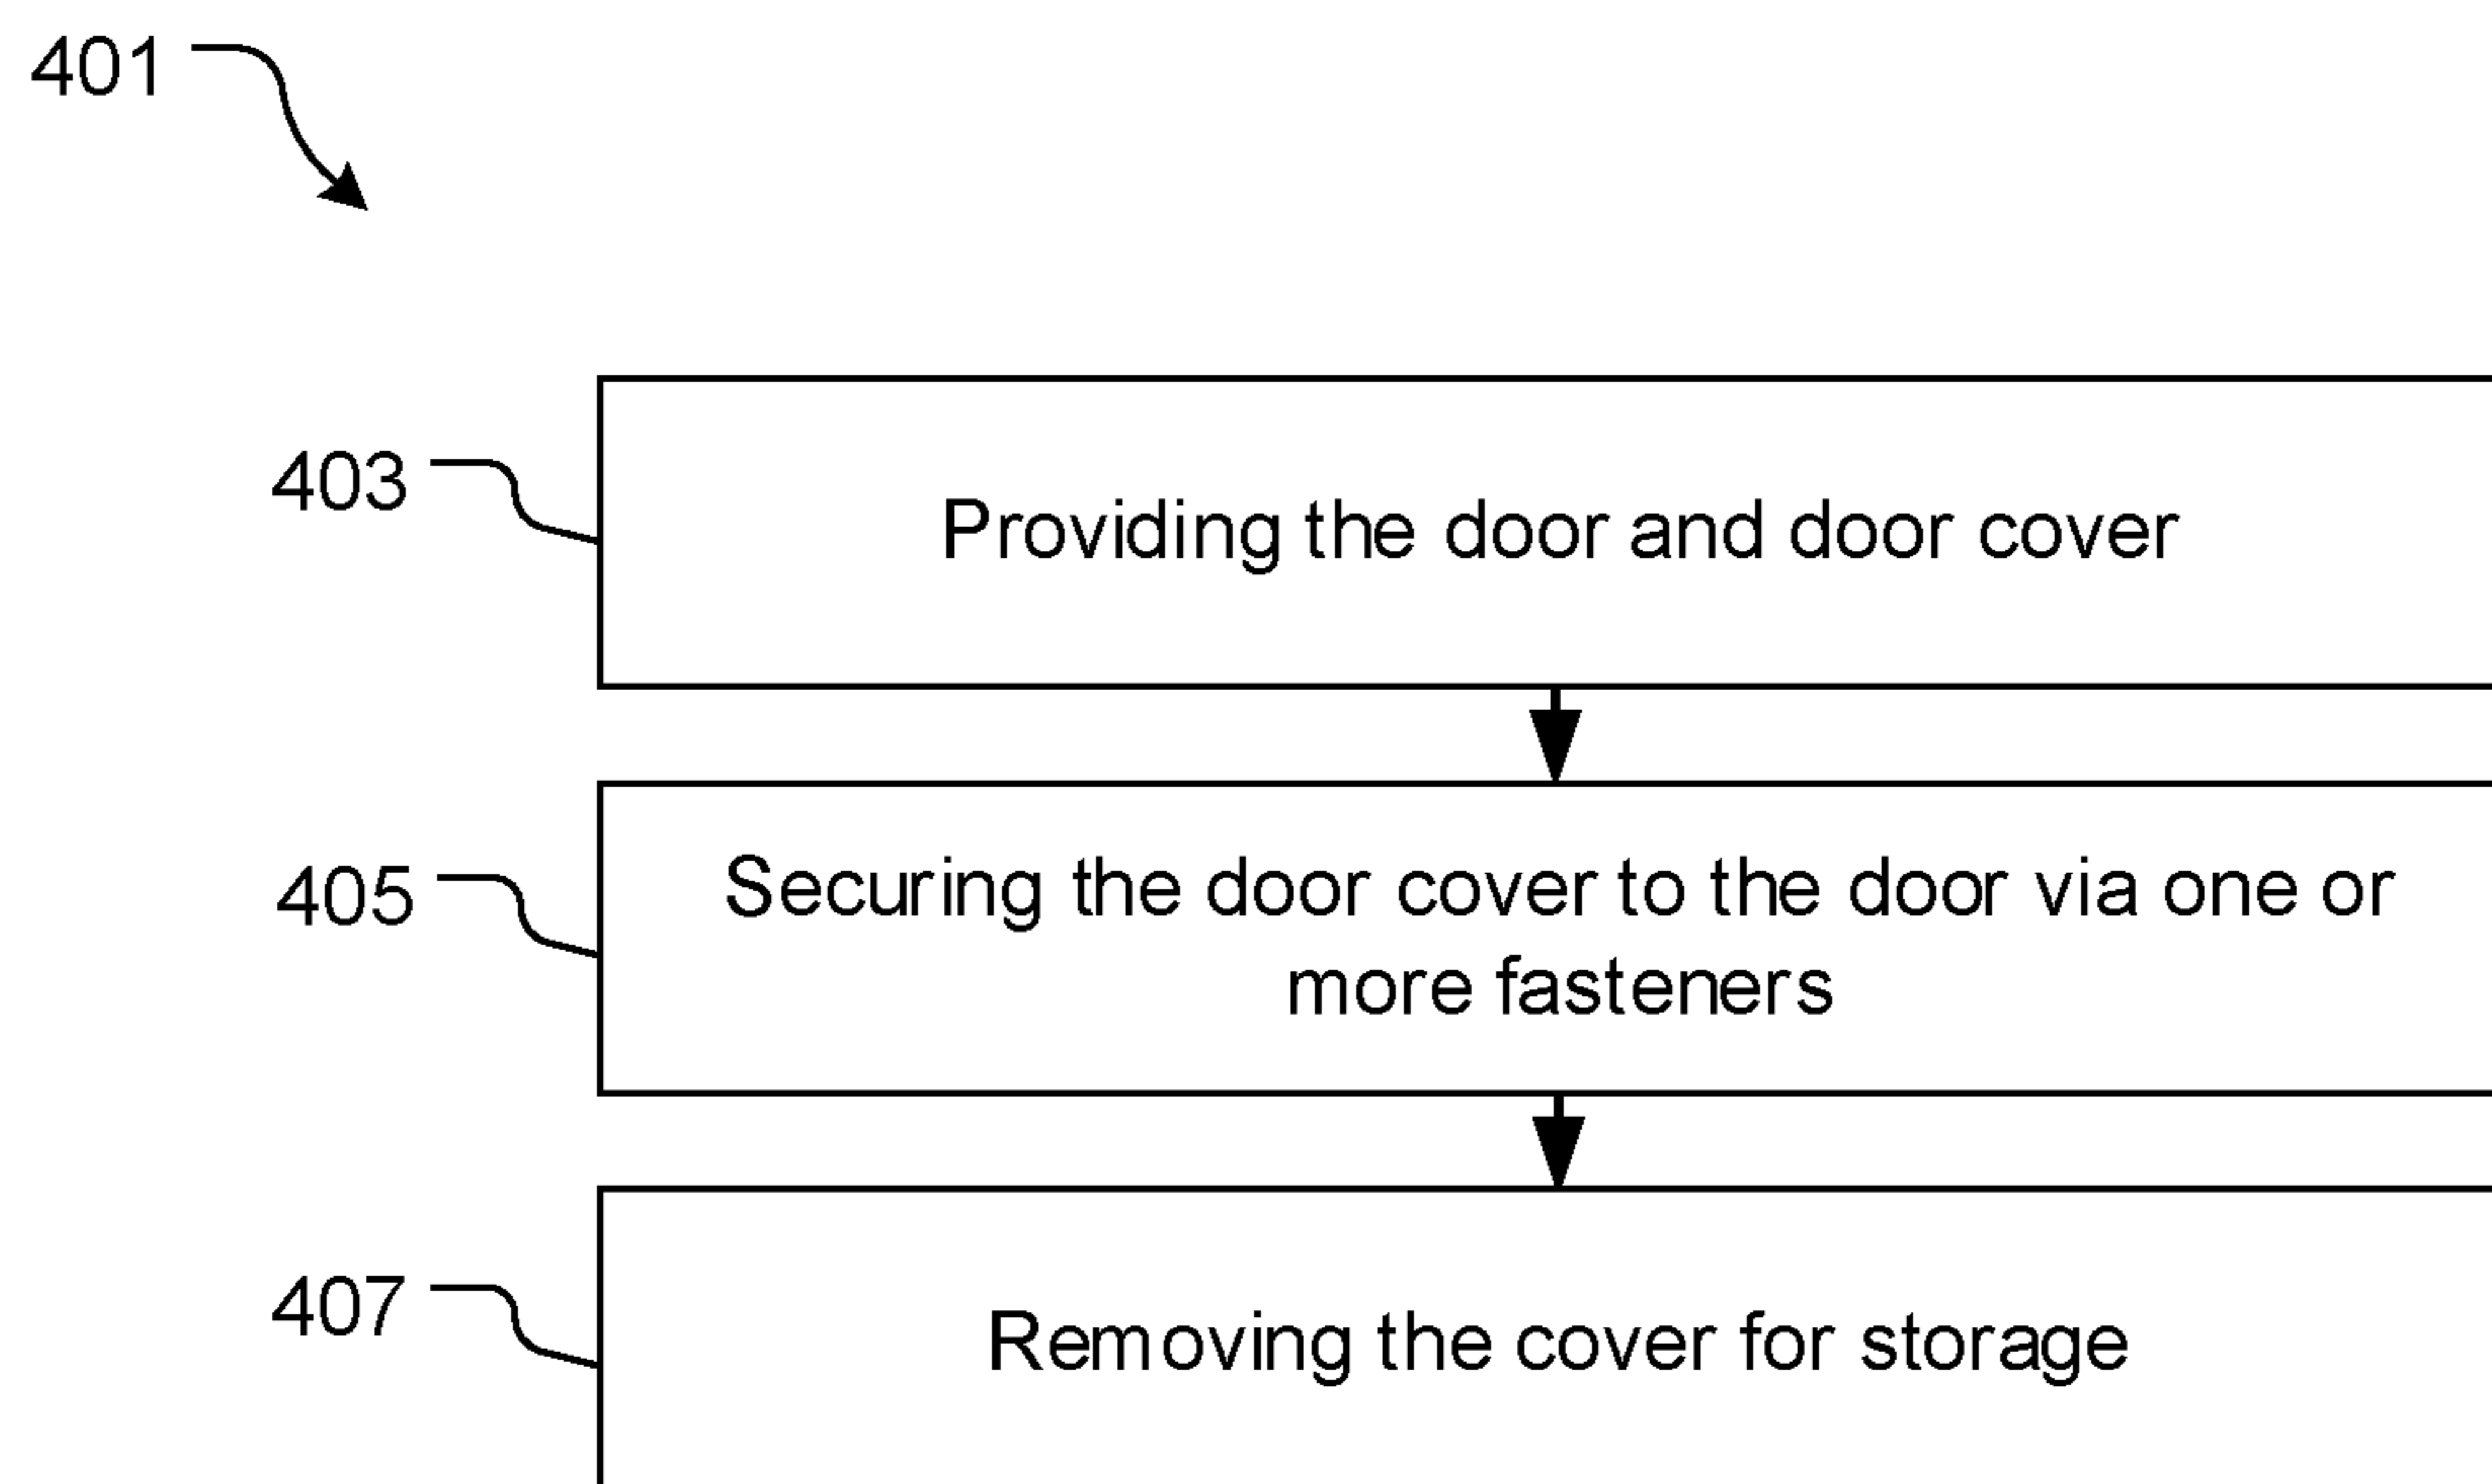 401
403
Providing the door and door cover
405
Securing the door cover to the door via one or
more fasteners
407
Removing the cover for storage